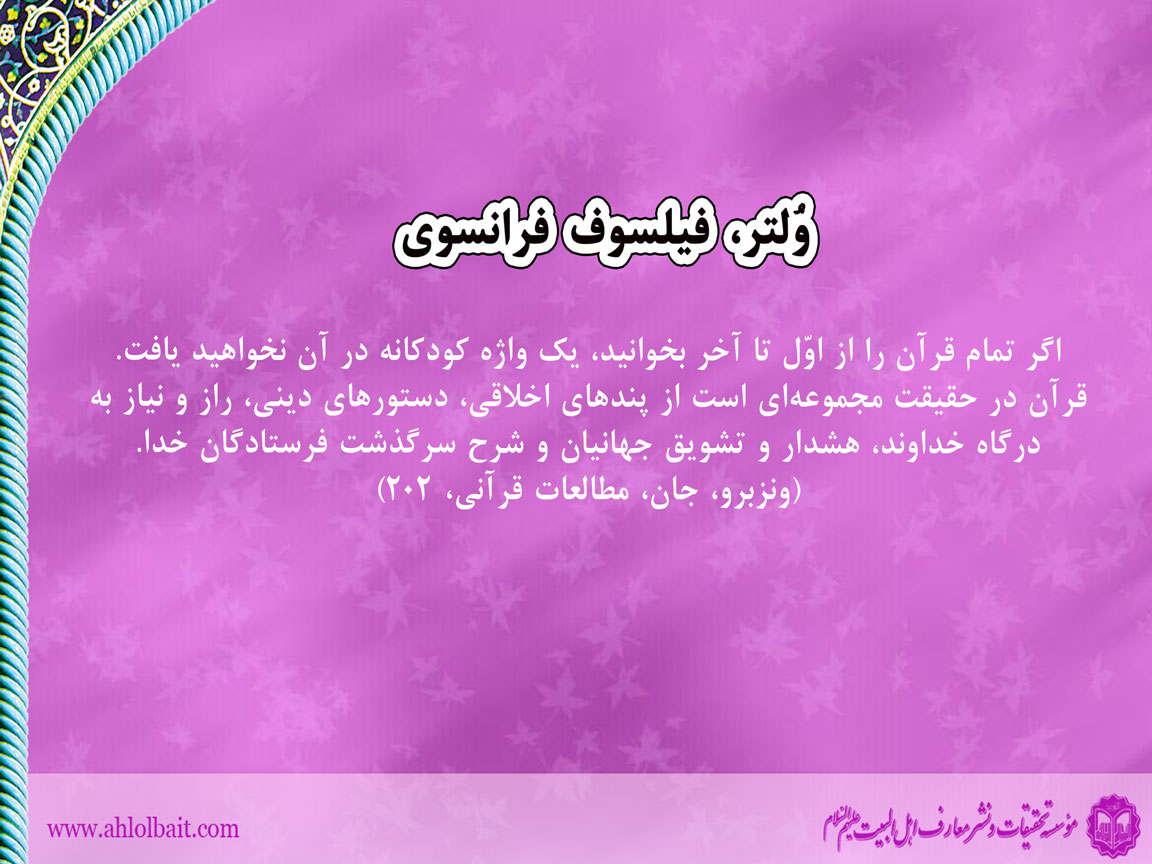 وُلتر، فیلسوف فرانسوی
اگر تمام قرآن را از اوّل تا آخر بخوانید، یک واژه کودکانه در آن نخواهید یافت.
قرآن در حقیقت مجموعه‌ای است از پندهای اخلاقی، دستورهای دینی، راز و نیاز به
درگاه خداوند، هشدار و تشویق جهانیان و شرح سرگذشت فرستادگان خدا.
(ونزبرو، جان، مطالعات قرآنی، ۲۰۲)
مؤسسه تحقیقات و نشر معارف اهل البیت علیهم السلام
www.ahlolbait.com